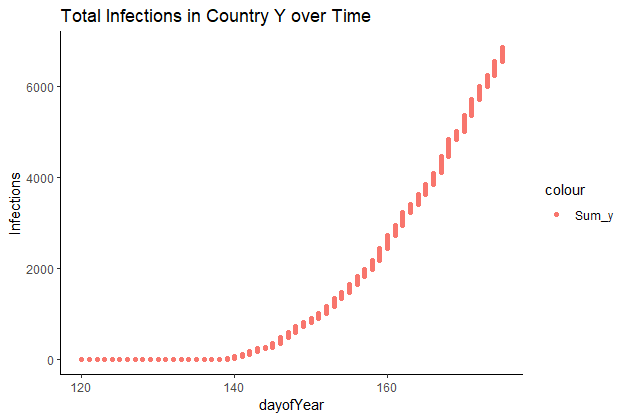 Total Infections in Country Y over Time
Infections
6000
4000
2000
0
120
140
160
dayofYear
colour
Sum_y